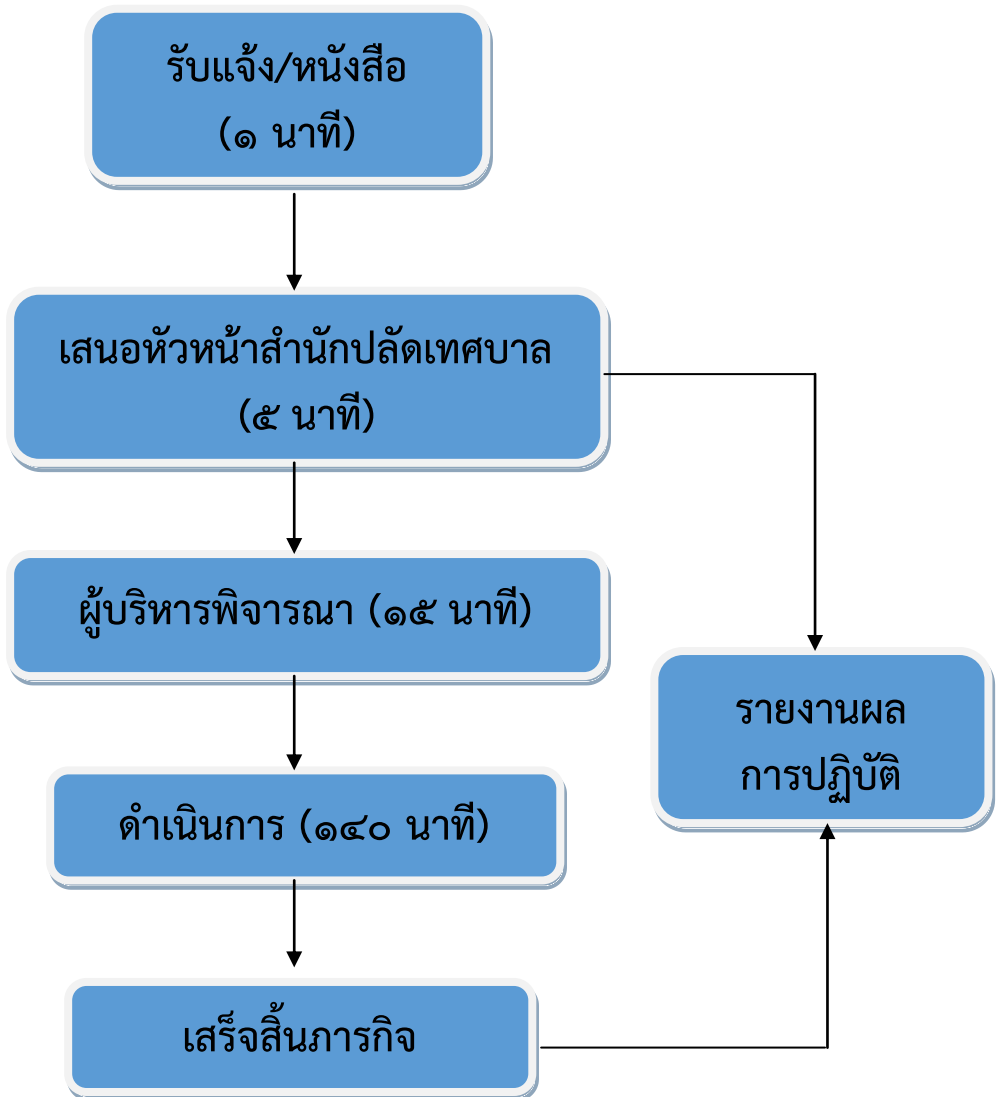 รับแจ้ง/หนังสือ
(๑ นาที)
เสนอหัวหน้าสำนักปลัดเทศบาล
(๕ นาที)
ผู้บริหารพิจารณา (๑๕ นาที)
ดำเนินการ (๑๔๐ นาที)
เสร็จสิ้นภารกิจ
รายงานผล
การปฏิบัติ